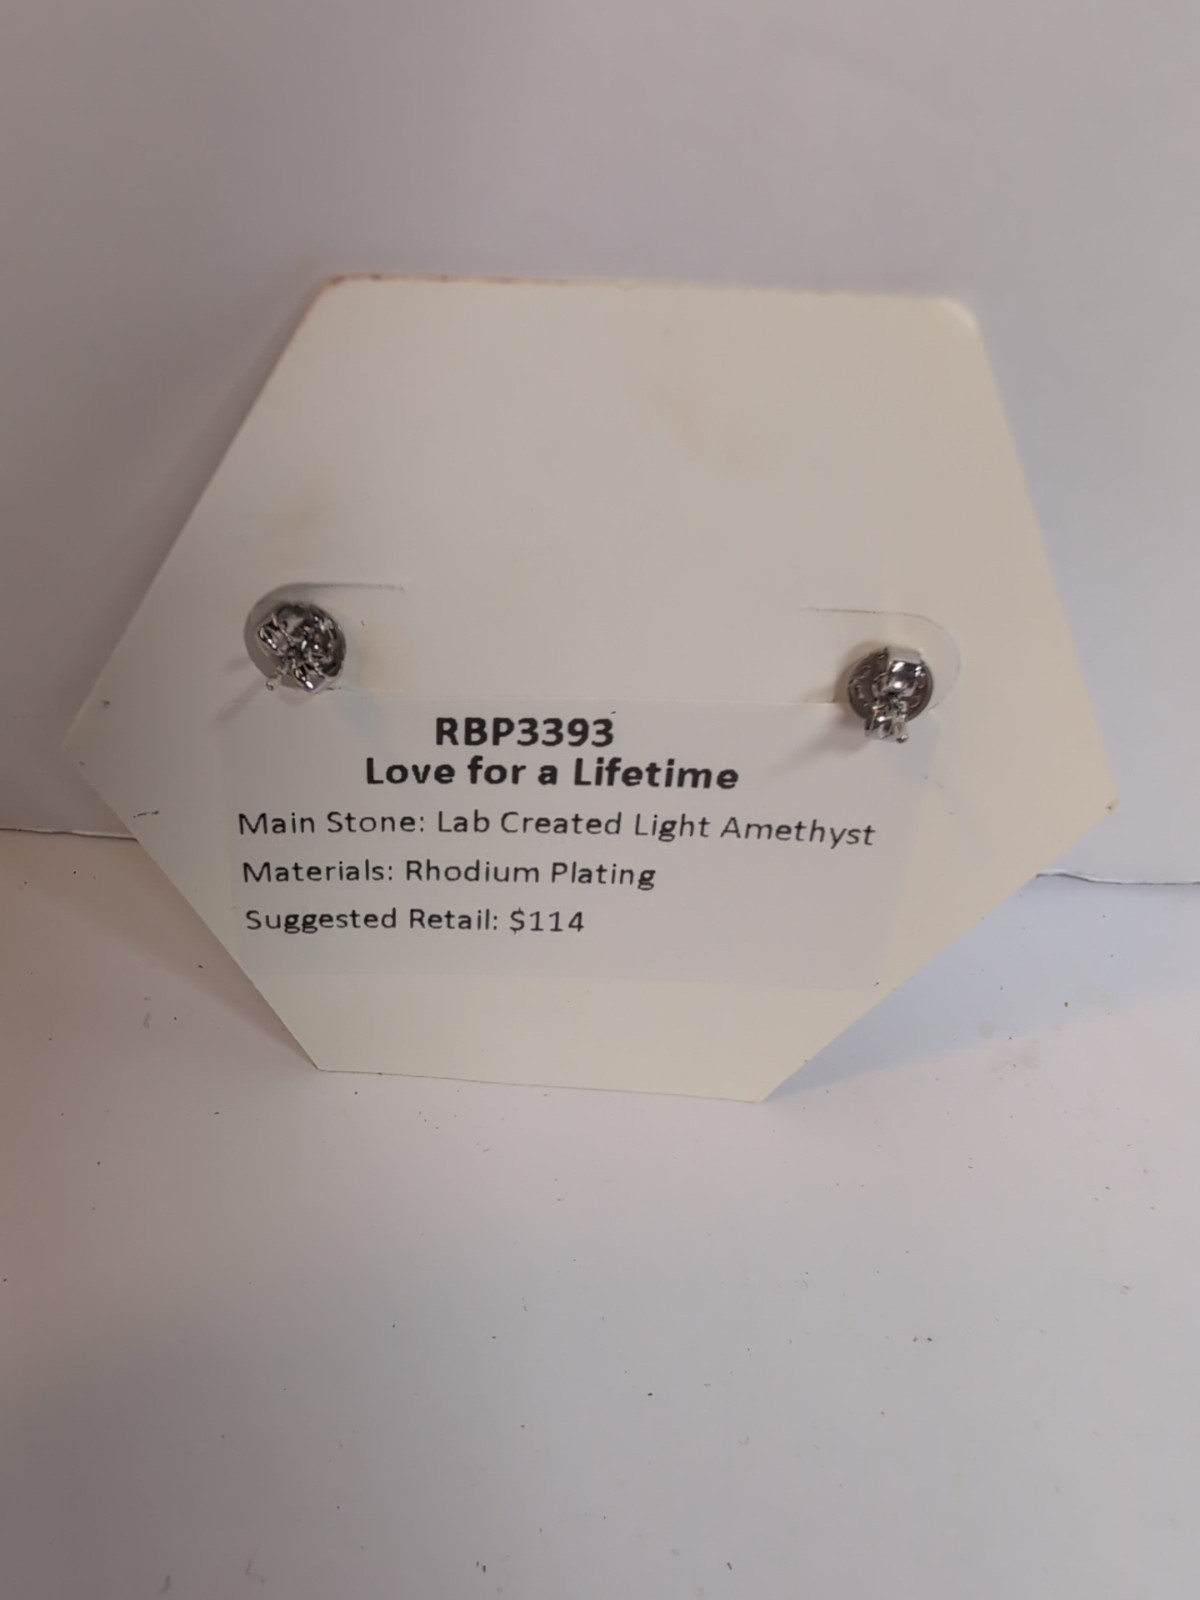 RBP3393
Love for a Lifetime
Main Stone: Lab Created Light Amethyst
Materials: Rhodium Plating
Suggested Retail: $114